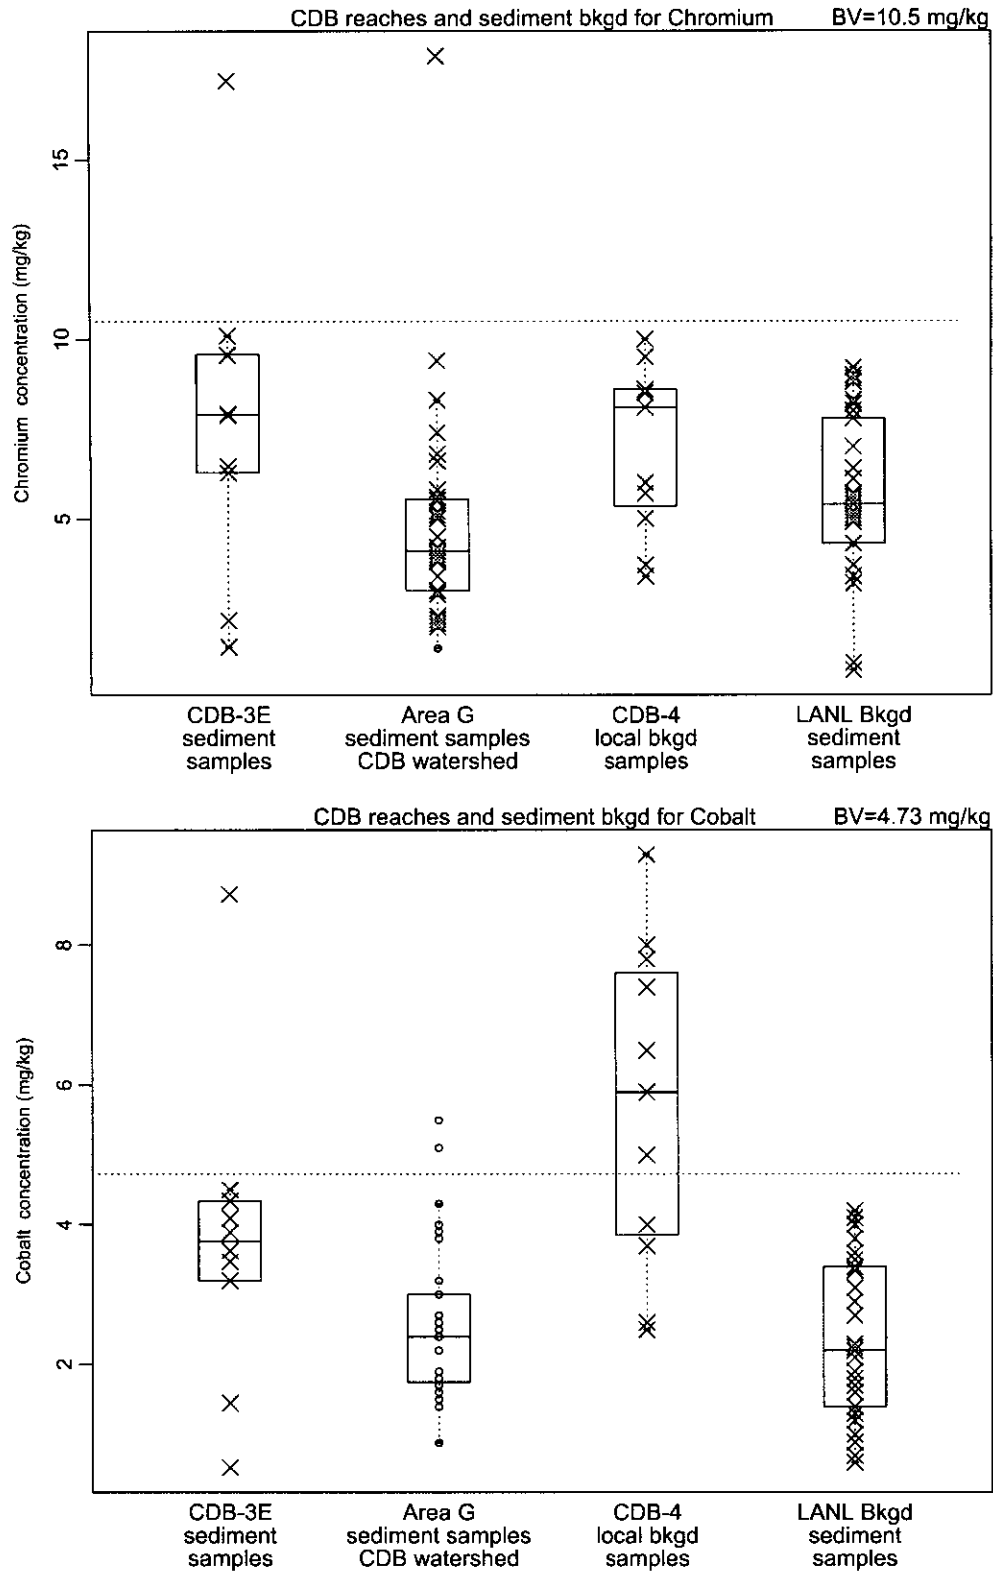 CDB reaches and sediment bkgd for Chromium BV=10.5 mg/kg
Chromium concentration (mg/kg)
15
10
5
CDB-3E Area G CDB-4 LANL Bkgd
sediment sediment samples local bkgd sediment
samples CDB watershed samples samples
CDB reaches and sediment bkgd for Cobalt BV=4.73 mg/kg
Cobalt concentration (mg/kg)
8
6
4
2
CDB-3E Area G CDB-4 LANL Bkgd
sediment sediment samples local bkgd sediment
samples CDB watershed samples samples